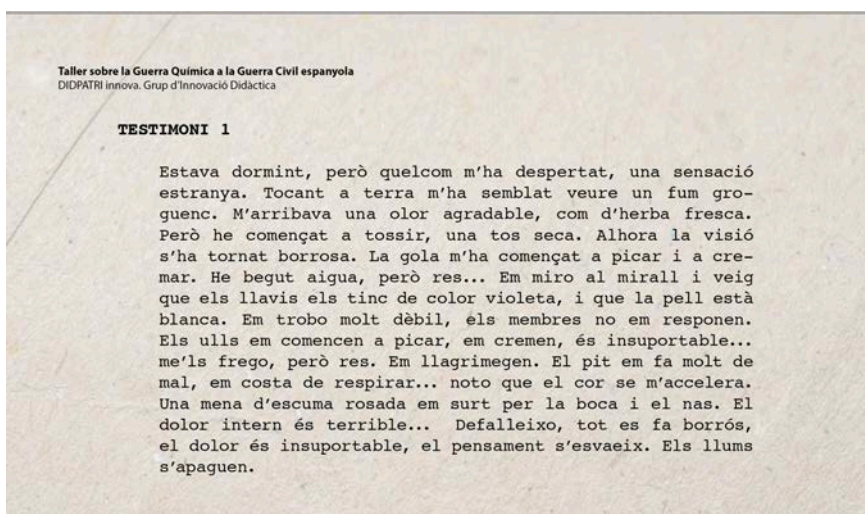 Taller sobre la Guerra Química a la Guerra Civil espanyola
DIDPATRI innova. Grup d'Innovació Didàctica
TESTIMONI 1
Estava dormint, però quelcom m'ha despertat, una sensació
estranya. Tocant a terra m'ha semblat veure un fum gro-
guenc. M'arribava una olor agradable, com d'herba fresca.
Però he començat a tossir, una tos seca. Alhora la visió
s'ha tornat borrosa. La gola m'ha començat a picar i a cre-
mar. He begut aigua, però res... Em miro al mirall i veig
que els llavis els tinc de color violeta, i que la pell està
blanca. Em trobo molt dèbil, els membres no em responen.
Els ulls em comencen a picar, em cremen, és insuportable...
me'ls frego, però res. Em llagrimegen. El pit em fa molt de
mal, em costa de respirar... noto que el cor se m'accelera.
Una mena d'escuma rosada em surt per la boca i el nas. El
dolor intern és terrible... Defalleixo, tot es fa borrós,
el dolor és insuportable, el pensament s'esvaeix. Els llums
s'apaguen.